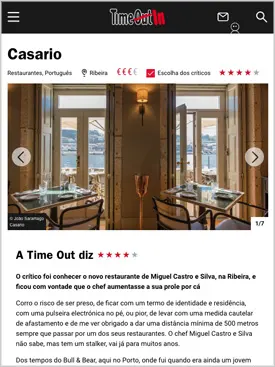 TimeOut In
Casario
Restaurantes, Português Ribeira €€€€ Escolha dos críticos
© João Saramago
Casario
1/7
A Time Out diz
O crítico foi conhecer o novo restaurante de Miguel Castro e Silva, na Ribeira, e
ficou com vontade que o chef aumentasse a sua prole por cá
Corro o risco de ser preso, de ficar com um termo de identidade e residência,
com uma pulseira electrónica no pé, ou pior, de levar com uma medida cautelar
de afastamento e de me ver obrigado a dar uma distância mínima de 500 metros
sempre que passar por um dos seus restaurantes. O chef Miguel Castro e Silva
não sabe, mas tem um stalker, vai já para muitos anos.
Dos tempos do Bull & Bear, aqui no Porto, onde fui quando era ainda um jovem